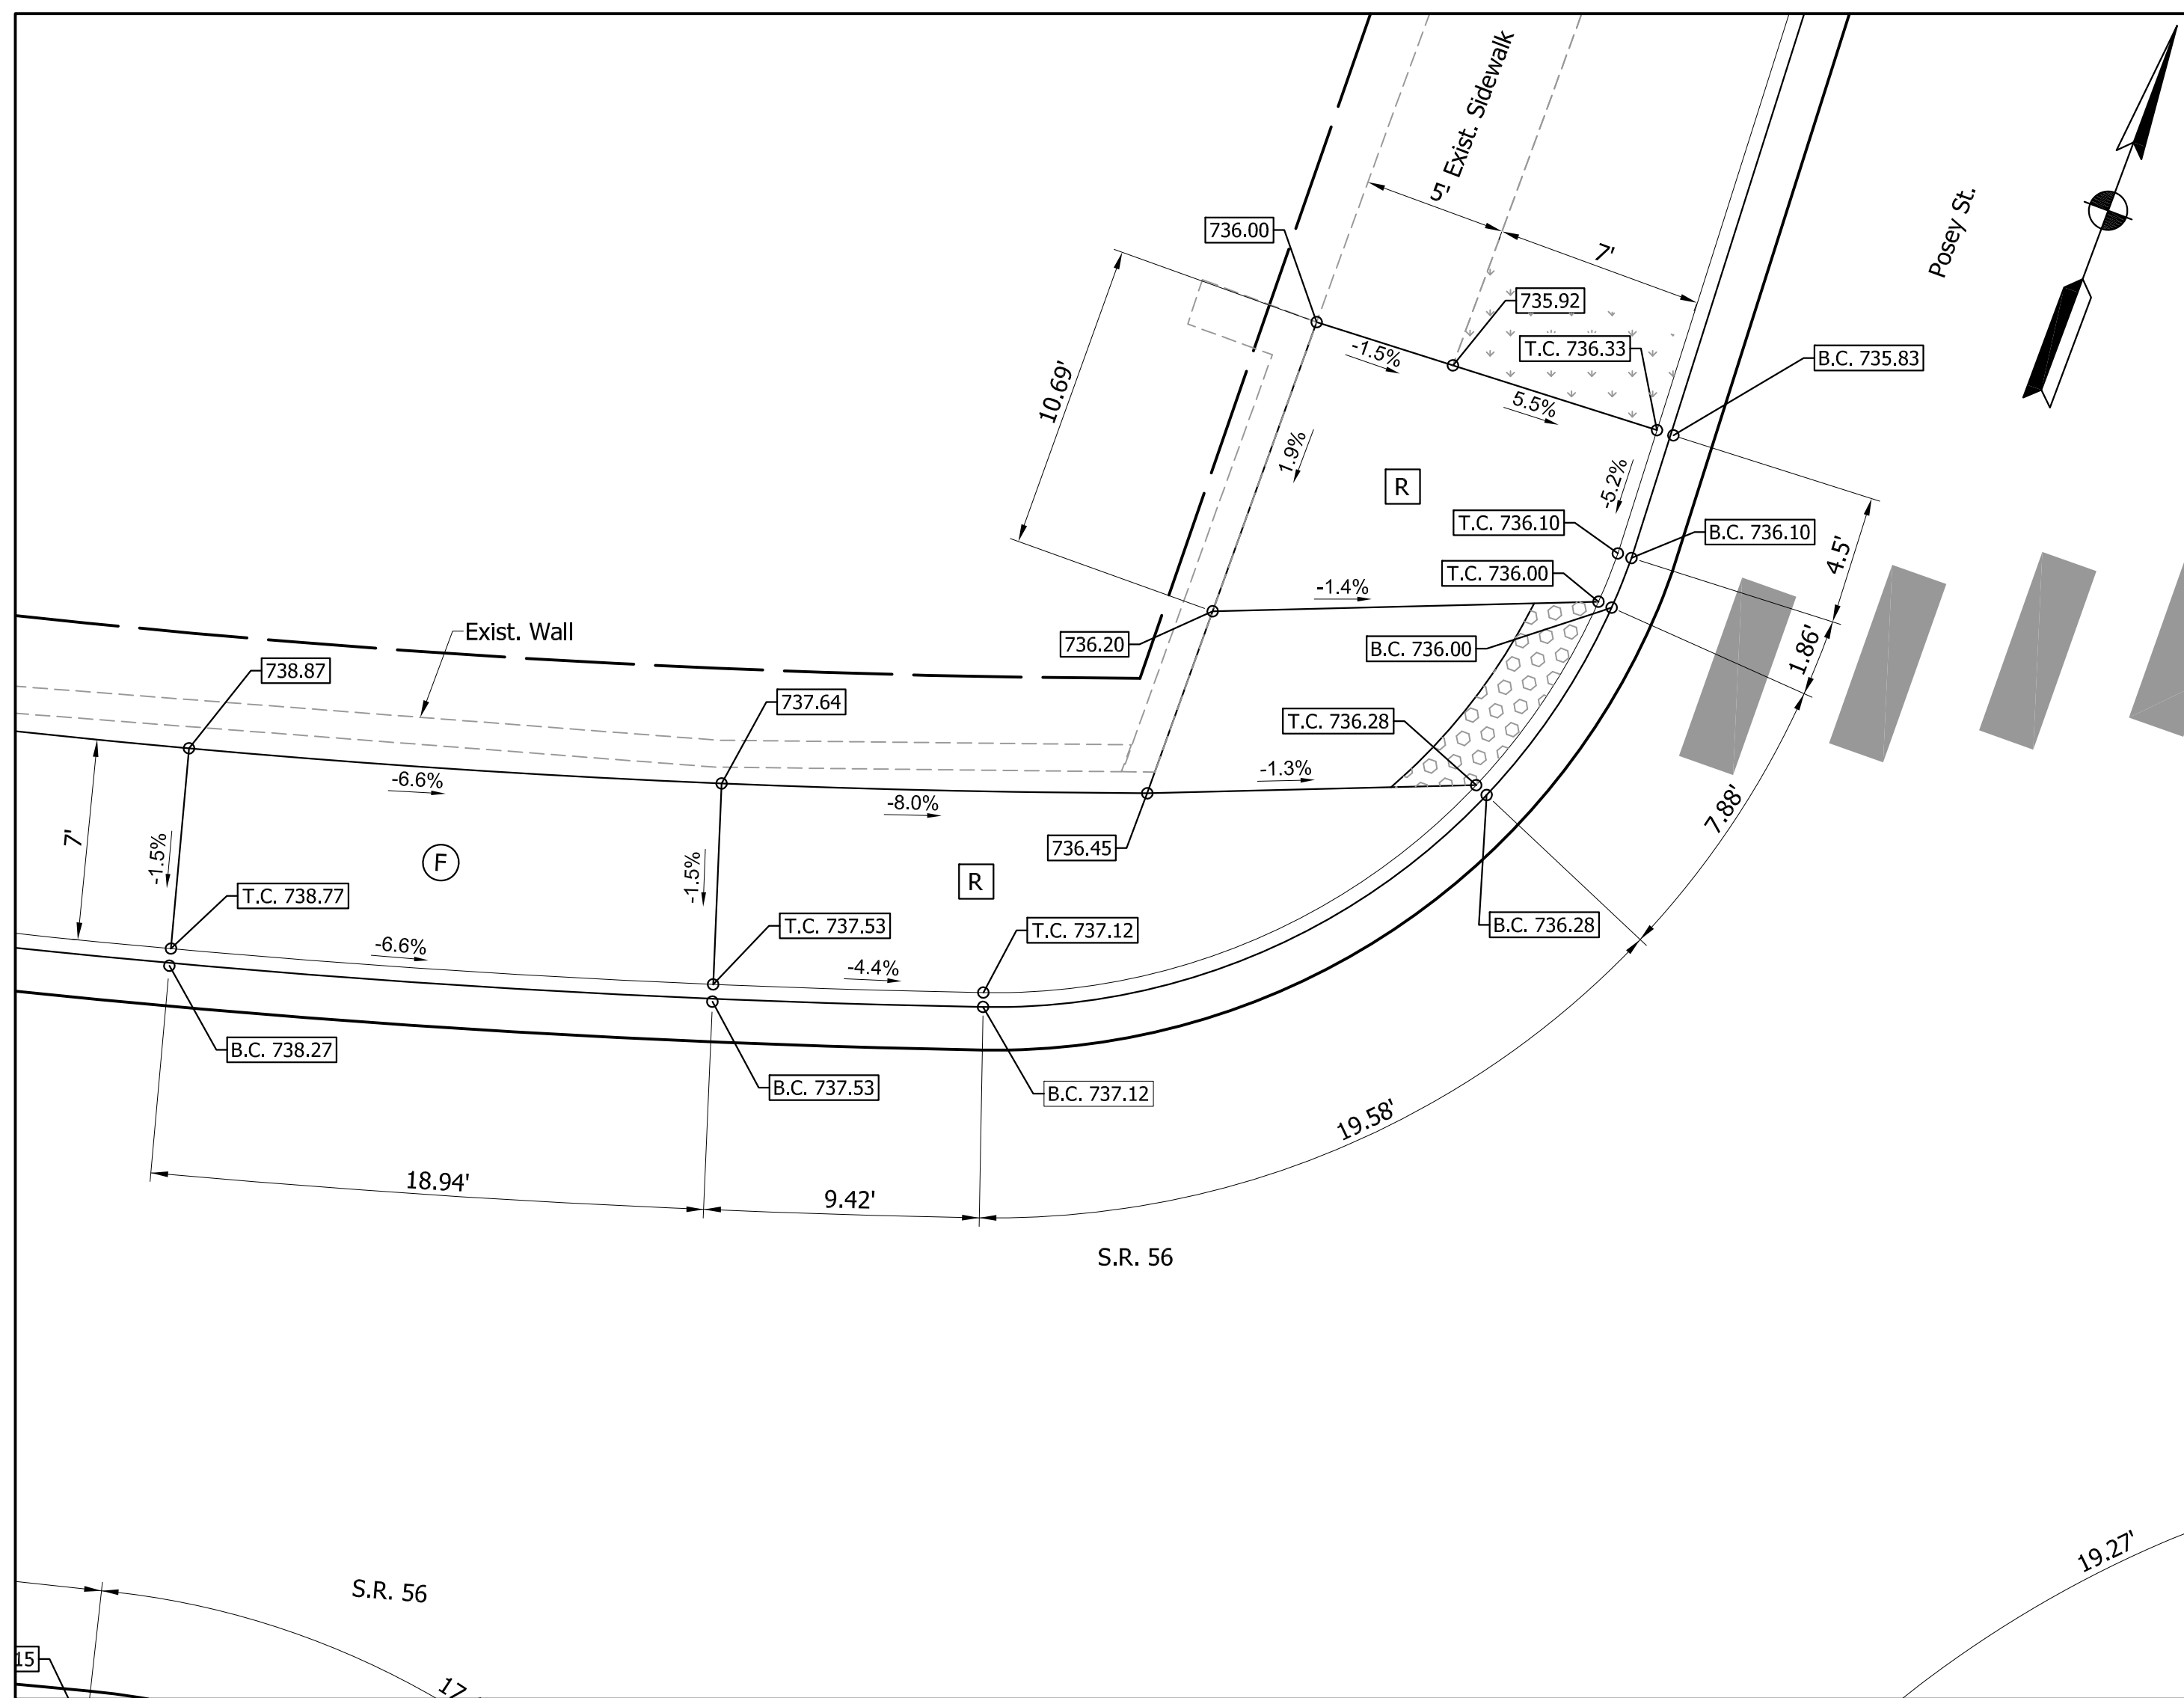 5' Exist. Sidewalk
7'
Posey St.
736.00
735.92
T.C. 736.33
B.C. 735.83
-1.5%
5.5%
10.69'
1.9%
R
-5.2%
T.C. 736.10
B.C. 736.10
4.5'
T.C. 736.00
-1.4%
Exist. Wall
736.20
B.C. 736.00
1.86'
738.87
737.64
T.C. 736.28
-6.6%
-1.3%
-8.0%
7.88'
7'
-1.5%
736.45
F
-1.5%
R
T.C. 738.77
T.C. 737.53
T.C. 737.12
B.C. 736.28
-6.6%
-4.4%
B.C. 738.27
B.C. 737.53
B.C. 737.12
19.58'
18.94'
9.42'
S.R. 56
19.27'
S.R. 56
15
17